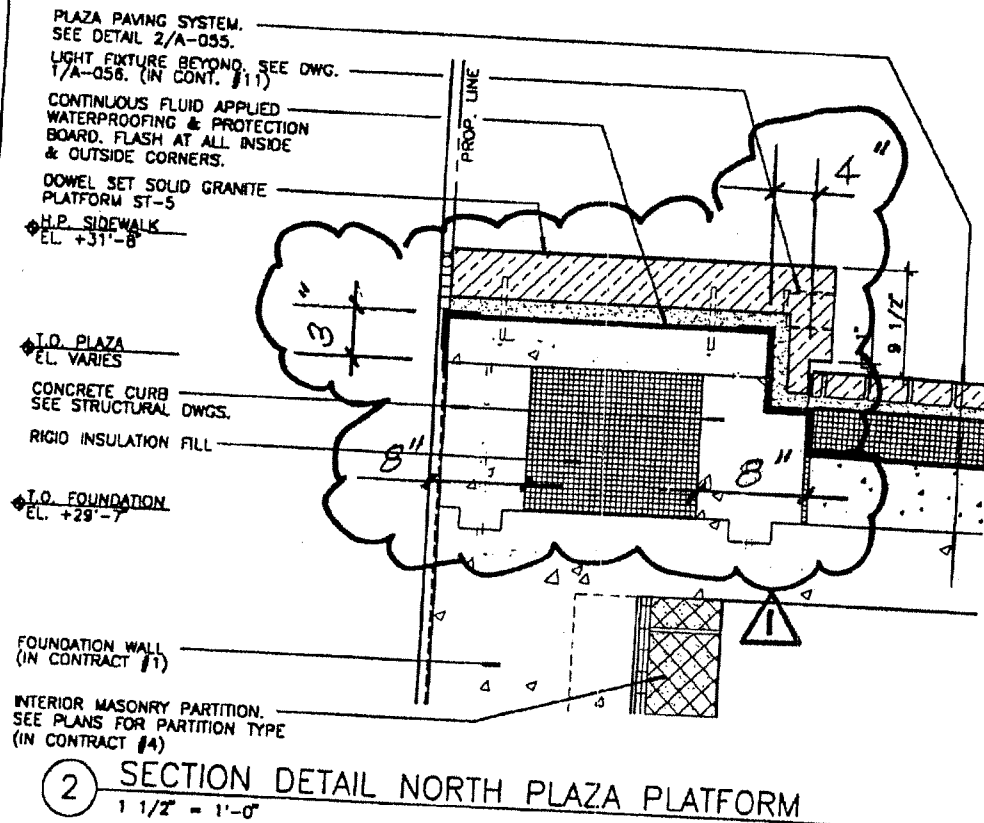 PLAZA PAVING SYSTEM.
SEE DETAIL 2/A-055.
LIGHT FIXTURE BEYOND. SEE DWG.
1/A-056. (IN CONT. #11)
CONTINUOUS FLUID APPLIED
WATERPROOFING & PROTECTION
BOARD. FLASH AT ALL INSIDE
& OUTSIDE CORNERS.
DOWEL SET SOLID GRANITE
PLATFORM ST-5
H.P. SIDEWALK
EL. +31'-8"
T.O. PLAZA
EL. VARIES
CONCRETE CURB
SEE STRUCTURAL DWGS.
RIGID INSULATION FILL
T.O. FOUNDATION
EL. +29'-7"
FOUNDATION WALL
(IN CONTRACT #1)
INTERIOR MASONRY PARTITION.
SEE PLANS FOR PARTITION TYPE
(IN CONTRACT #4)
PROP. LINE
4"
3"
9 1/2"
1"
8"
8"
1
2 SECTION DETAIL NORTH PLAZA PLATFORM
1 1/2" = 1'-0"